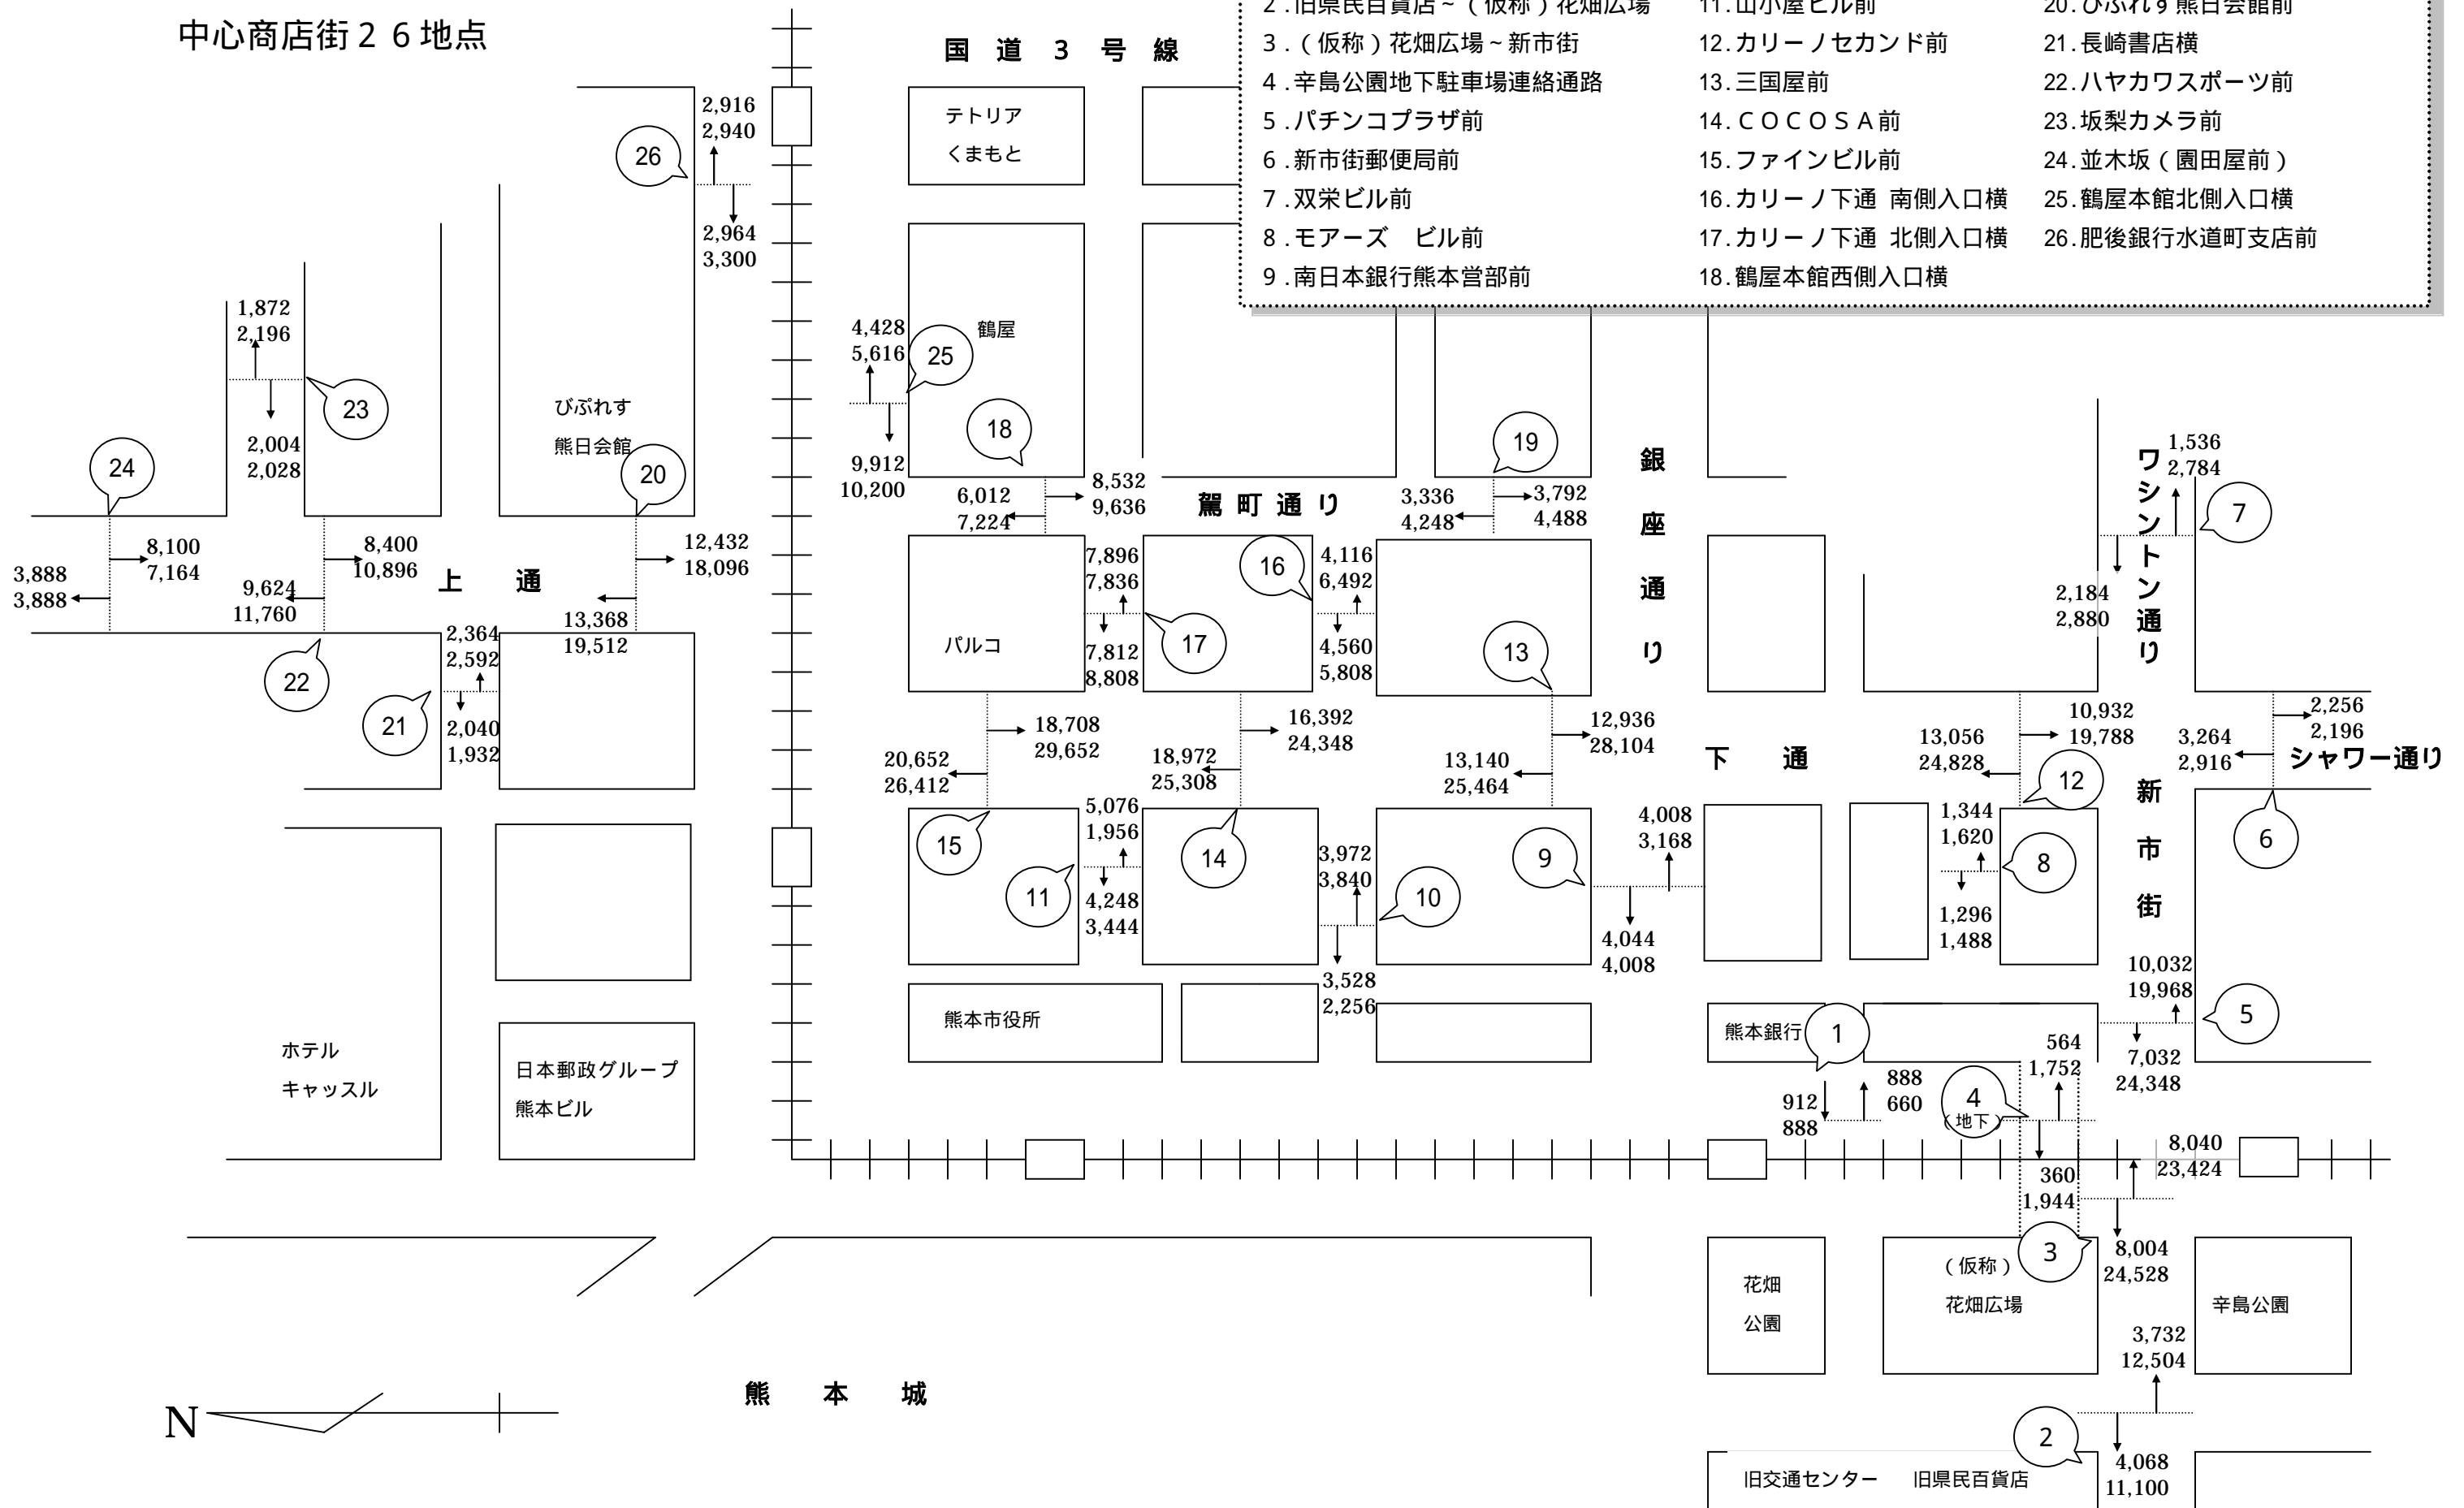 中心商店街２６地点
国道３号線
2.旧県民百貨店~（仮称）花畑広場
3.（仮称）花畑広場~新市街
4.辛島公園地下駐車場連絡通路
5.パチンコプラザ前
6.新市街郵便局前
7.双栄ビル前
8.モアーズ　ビル前
9.南日本銀行熊本営部前
11.山小屋ビル前
12.カリーノセカンド前
13.三国屋前
14.ＣＯＣＯＳＡ前
15.ファインビル前
16.カリーノ下通 南側入口横
17.カリーノ下通 北側入口横
18.鶴屋本館西側入口横
20.びぷれす熊日会館前
21.長崎書店横
22.ハヤカワスポーツ前
23.坂梨カメラ前
24.並木坂（園田屋前）
25.鶴屋本館北側入口横
26.肥後銀行水道町支店前
2,916
2,940
26
2,964
3,300
テトリア
くまもと
1,872
2,196
23
2,004
2,028
24
びぷれす
熊日会館
20
4,428
5,616
25
鶴屋
18
9,912
10,200
6,012
7,224
8,532
9,636
駕町通り
19
3,336
4,248
3,792
4,488
銀座通り
ワシントン通り
1,536
2,784
7
2,184
2,880
3,888
3,888
8,100
7,164
9,624
11,760
8,400
10,896
上通
12,432
18,096
13,368
19,512
22
21
2,364
2,592
2,040
1,932
パルコ
7,896
7,836
17
7,812
8,808
16
4,116
6,492
4,560
5,808
13
20,652
26,412
18,708
29,652
18,972
25,308
16,392
24,348
13,140
25,464
12,936
28,104
下通
13,056
24,828
10,932
19,788
12
3,264
2,916
2,256
2,196
シャワー通り
新市街
6
15
11
5,076
1,956
4,248
3,444
14
3,972
3,840
10
3,528
2,256
9
4,008
3,168
4,044
4,008
1,344
1,620
8
1,296
1,488
10,032
19,968
5
7,032
24,348
ホテル
キャッスル
日本郵政グループ
熊本ビル
熊本市役所
熊本銀行
1
912
888
888
660
4
（地下）
564
1,752
360
1,944
8,040
23,424
3
8,004
24,528
花畑
公園
（仮称）
花畑広場
辛島公園
3,732
12,504
2
4,068
11,100
旧交通センター
旧県民百貨店
熊本城
N